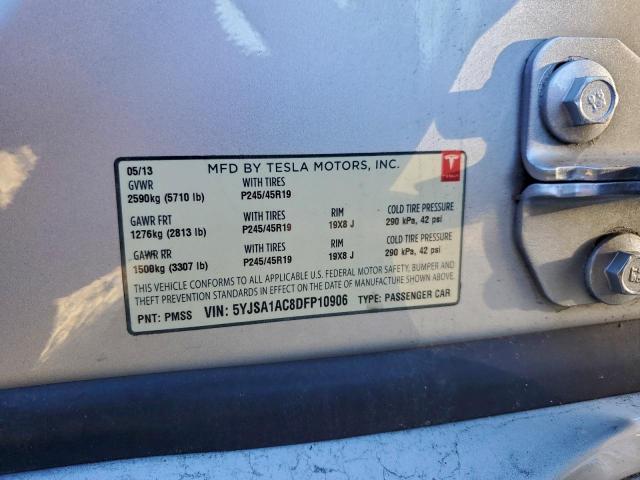 05/13 MFD BY TESLA MOTORS, INC.
GVWR WITH TIRES
2590kg (5710 lb) P245/45R19
GAWR FRT WITH TIRES RIM COLD TIRE PRESSURE
1276kg (2813 lb) P245/45R19 19X8 J 290 kPa, 42 psi
GAWR RR WITH TIRES RIM COLD TIRE PRESSURE
1500kg (3307 lb) P245/45R19 19X8 J 290 kPa, 42 psi
THIS VEHICLE CONFORMS TO ALL APPLICABLE U.S. FEDERAL MOTOR SAFETY, BUMPER AND
THEFT PREVENTION STANDARDS IN EFFECT ON THE DATE OF MANUFACTURE SHOWN ABOVE.
PNT: PMSS VIN: 5YJSA1AC8DFP10906 TYPE: PASSENGER CAR
TESLA